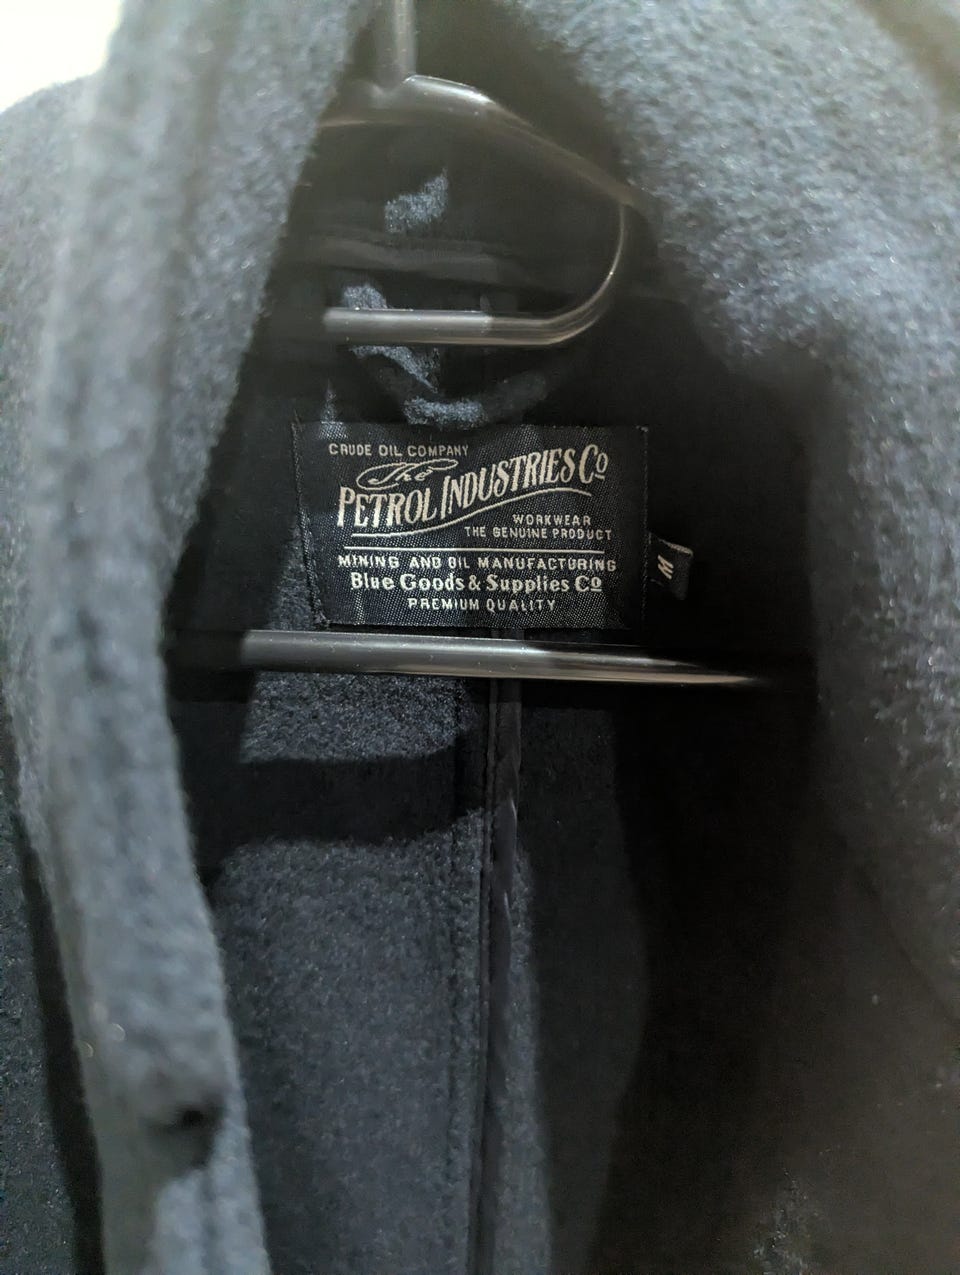 CRUDE OIL COMPANY
The
PETROL INDUSTRIES Co
WORKWEAR
THE GENUINE PRODUCT
MINING AND OIL MANUFACTURING
Blue Goods & Supplies Co
PREMIUM QUALITY
M